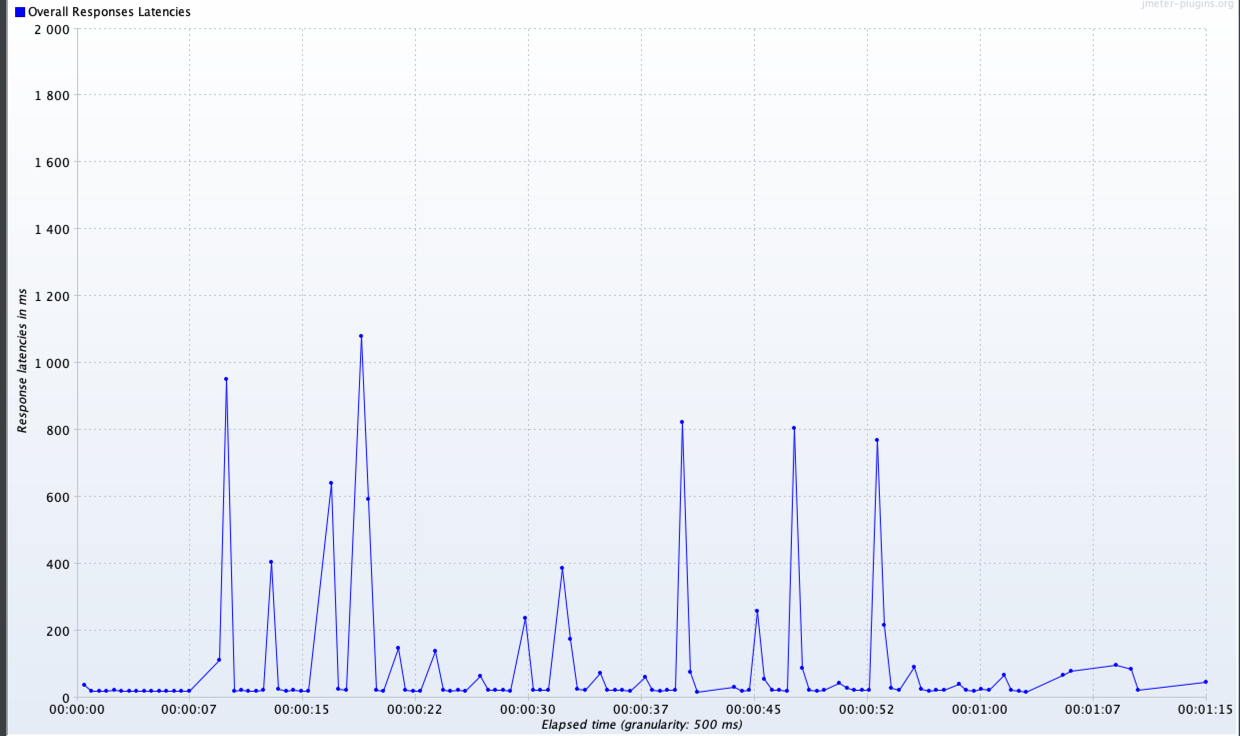 jmeter-plugins.org
Overall Responses Latencies
2 000
1 800
1 600
1 400
1 200
1 000
800
600
400
200
0
Response latencies in ms
00:00:00 00:00:07 00:00:15 00:00:22 00:00:30 00:00:37 00:00:45 00:00:52 00:01:00 00:01:07 00:01:15
Elapsed time (granularity: 500 ms)